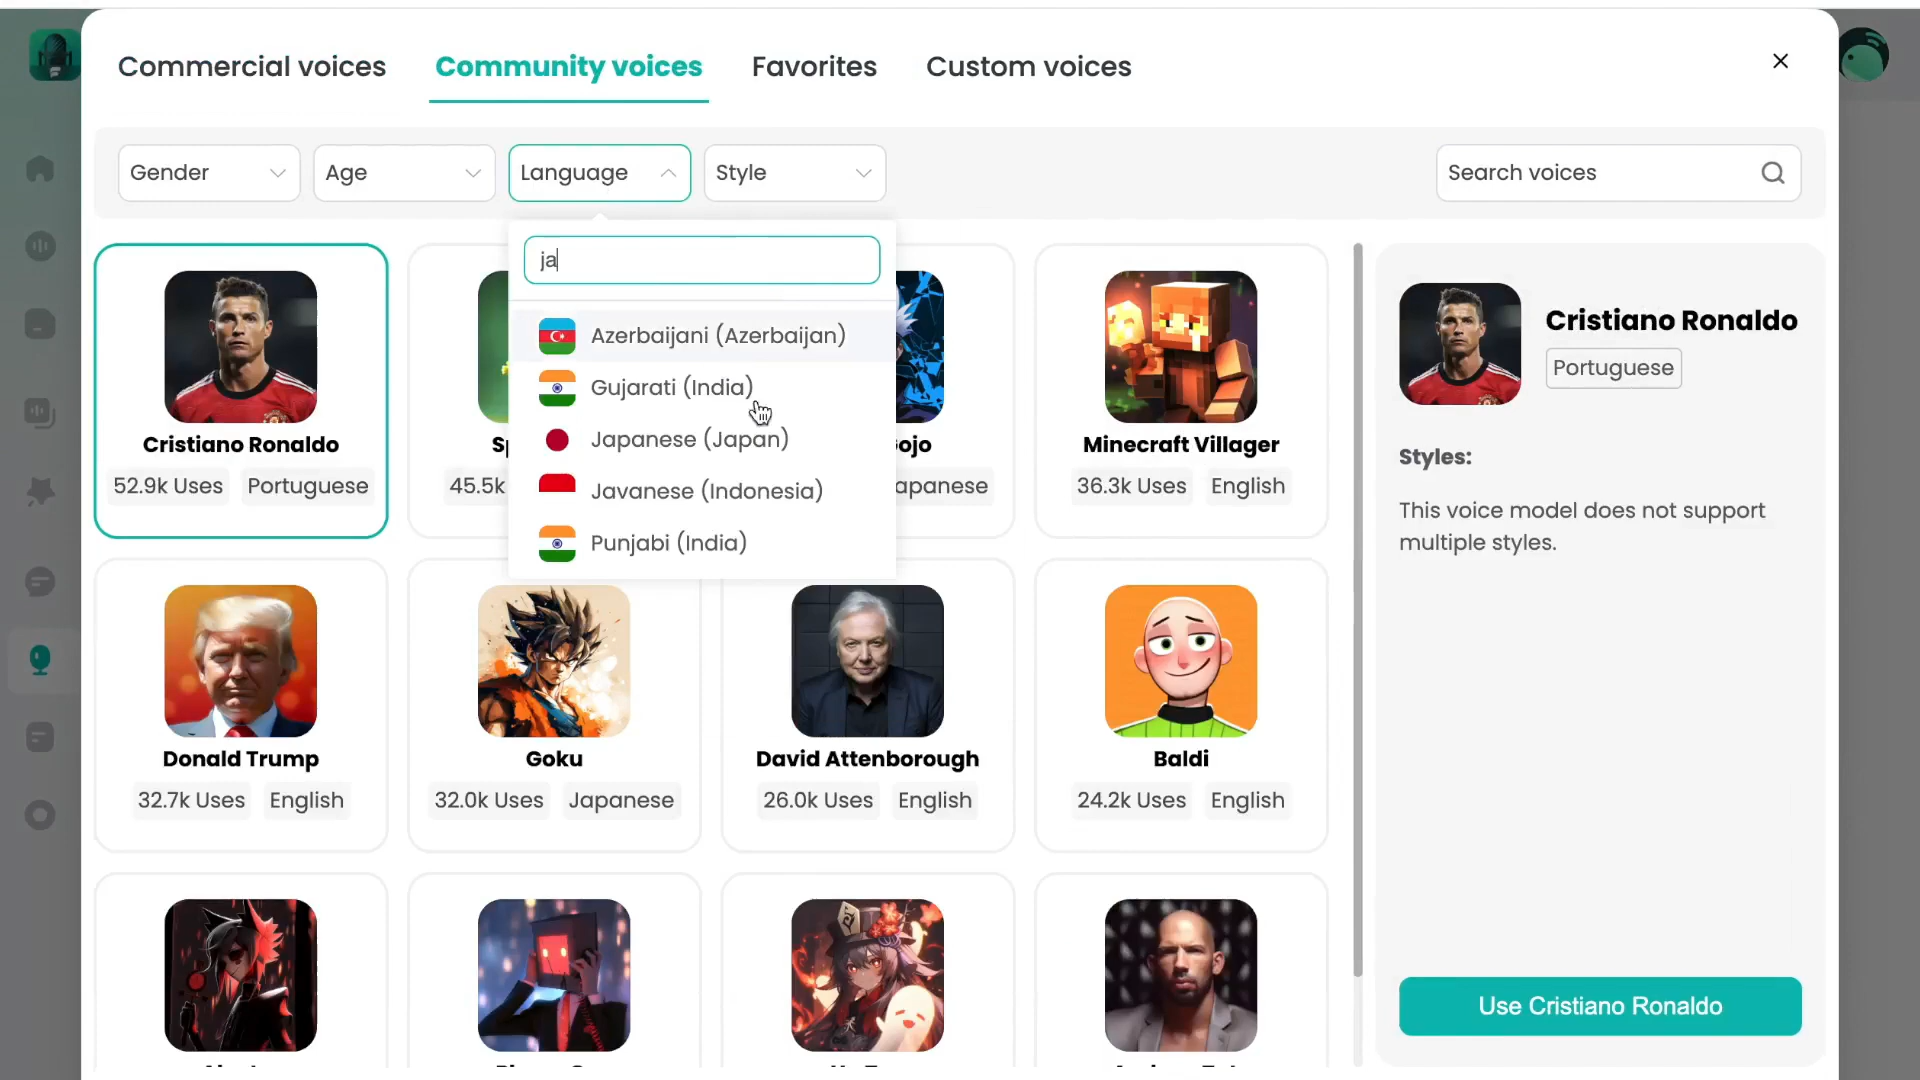 Commercial voices
Community voices
Favorites
Custom voices
Gender
Age
Language
Style
Search voices
ja
Azerbaijani (Azerbaijan)
Gujarati (India)
Japanese (Japan)
Javanese (Indonesia)
Punjabi (India)
Cristiano Ronaldo
52.9k Uses
Portuguese
45.5k
Minecraft Villager
36.3k Uses
English
Donald Trump
32.7k Uses
English
Goku
32.0k Uses
Japanese
David Attenborough
26.0k Uses
English
Baldi
24.2k Uses
English
Cristiano Ronaldo
Portuguese
Styles:
This voice model does not support
multiple styles.
Use Cristiano Ronaldo